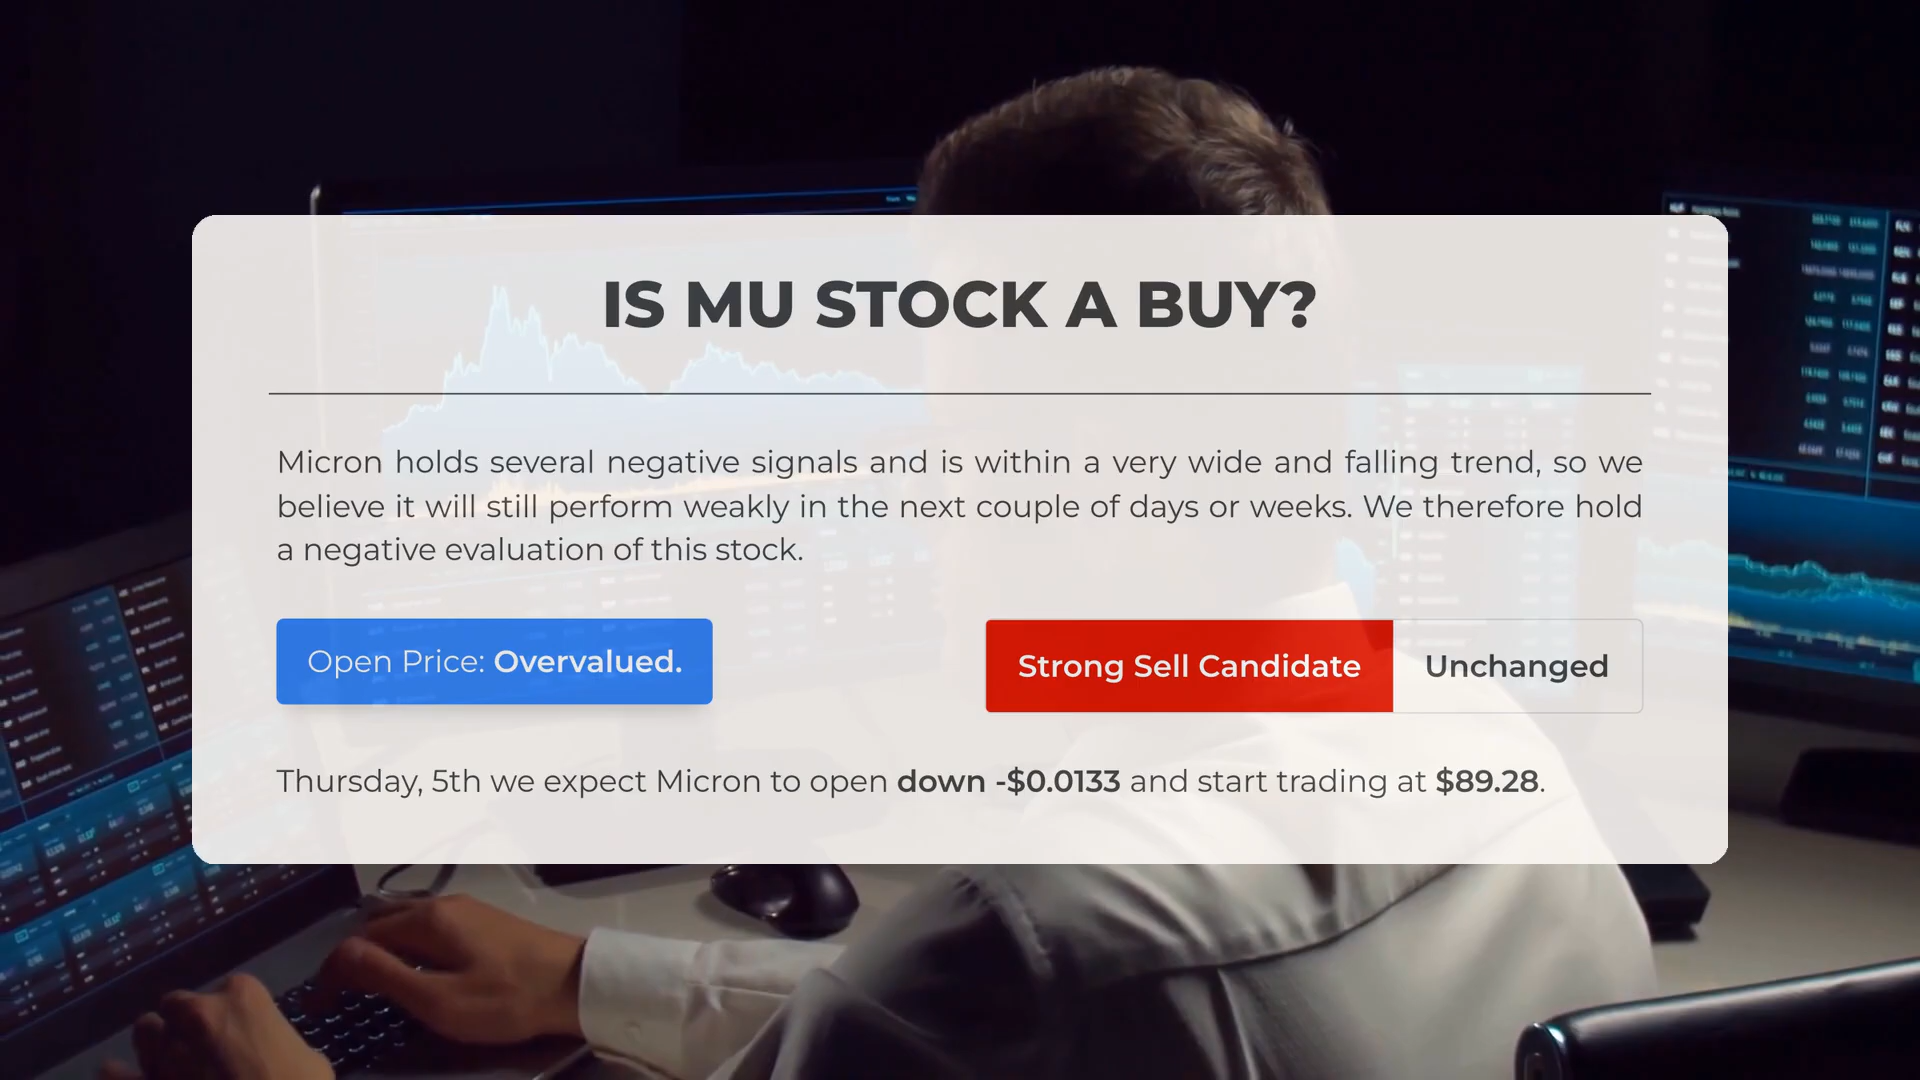 IS MU STOCK A BUY?
Micron holds several negative signals and is within a very wide and falling trend, so we
believe it will still perform weakly in the next couple of days or weeks. We therefore hold
a negative evaluation of this stock.
Open Price: Overvalued.
Strong Sell Candidate
Unchanged
Thursday, 5th we expect Micron to open down -$0.0133 and start trading at $89.28.